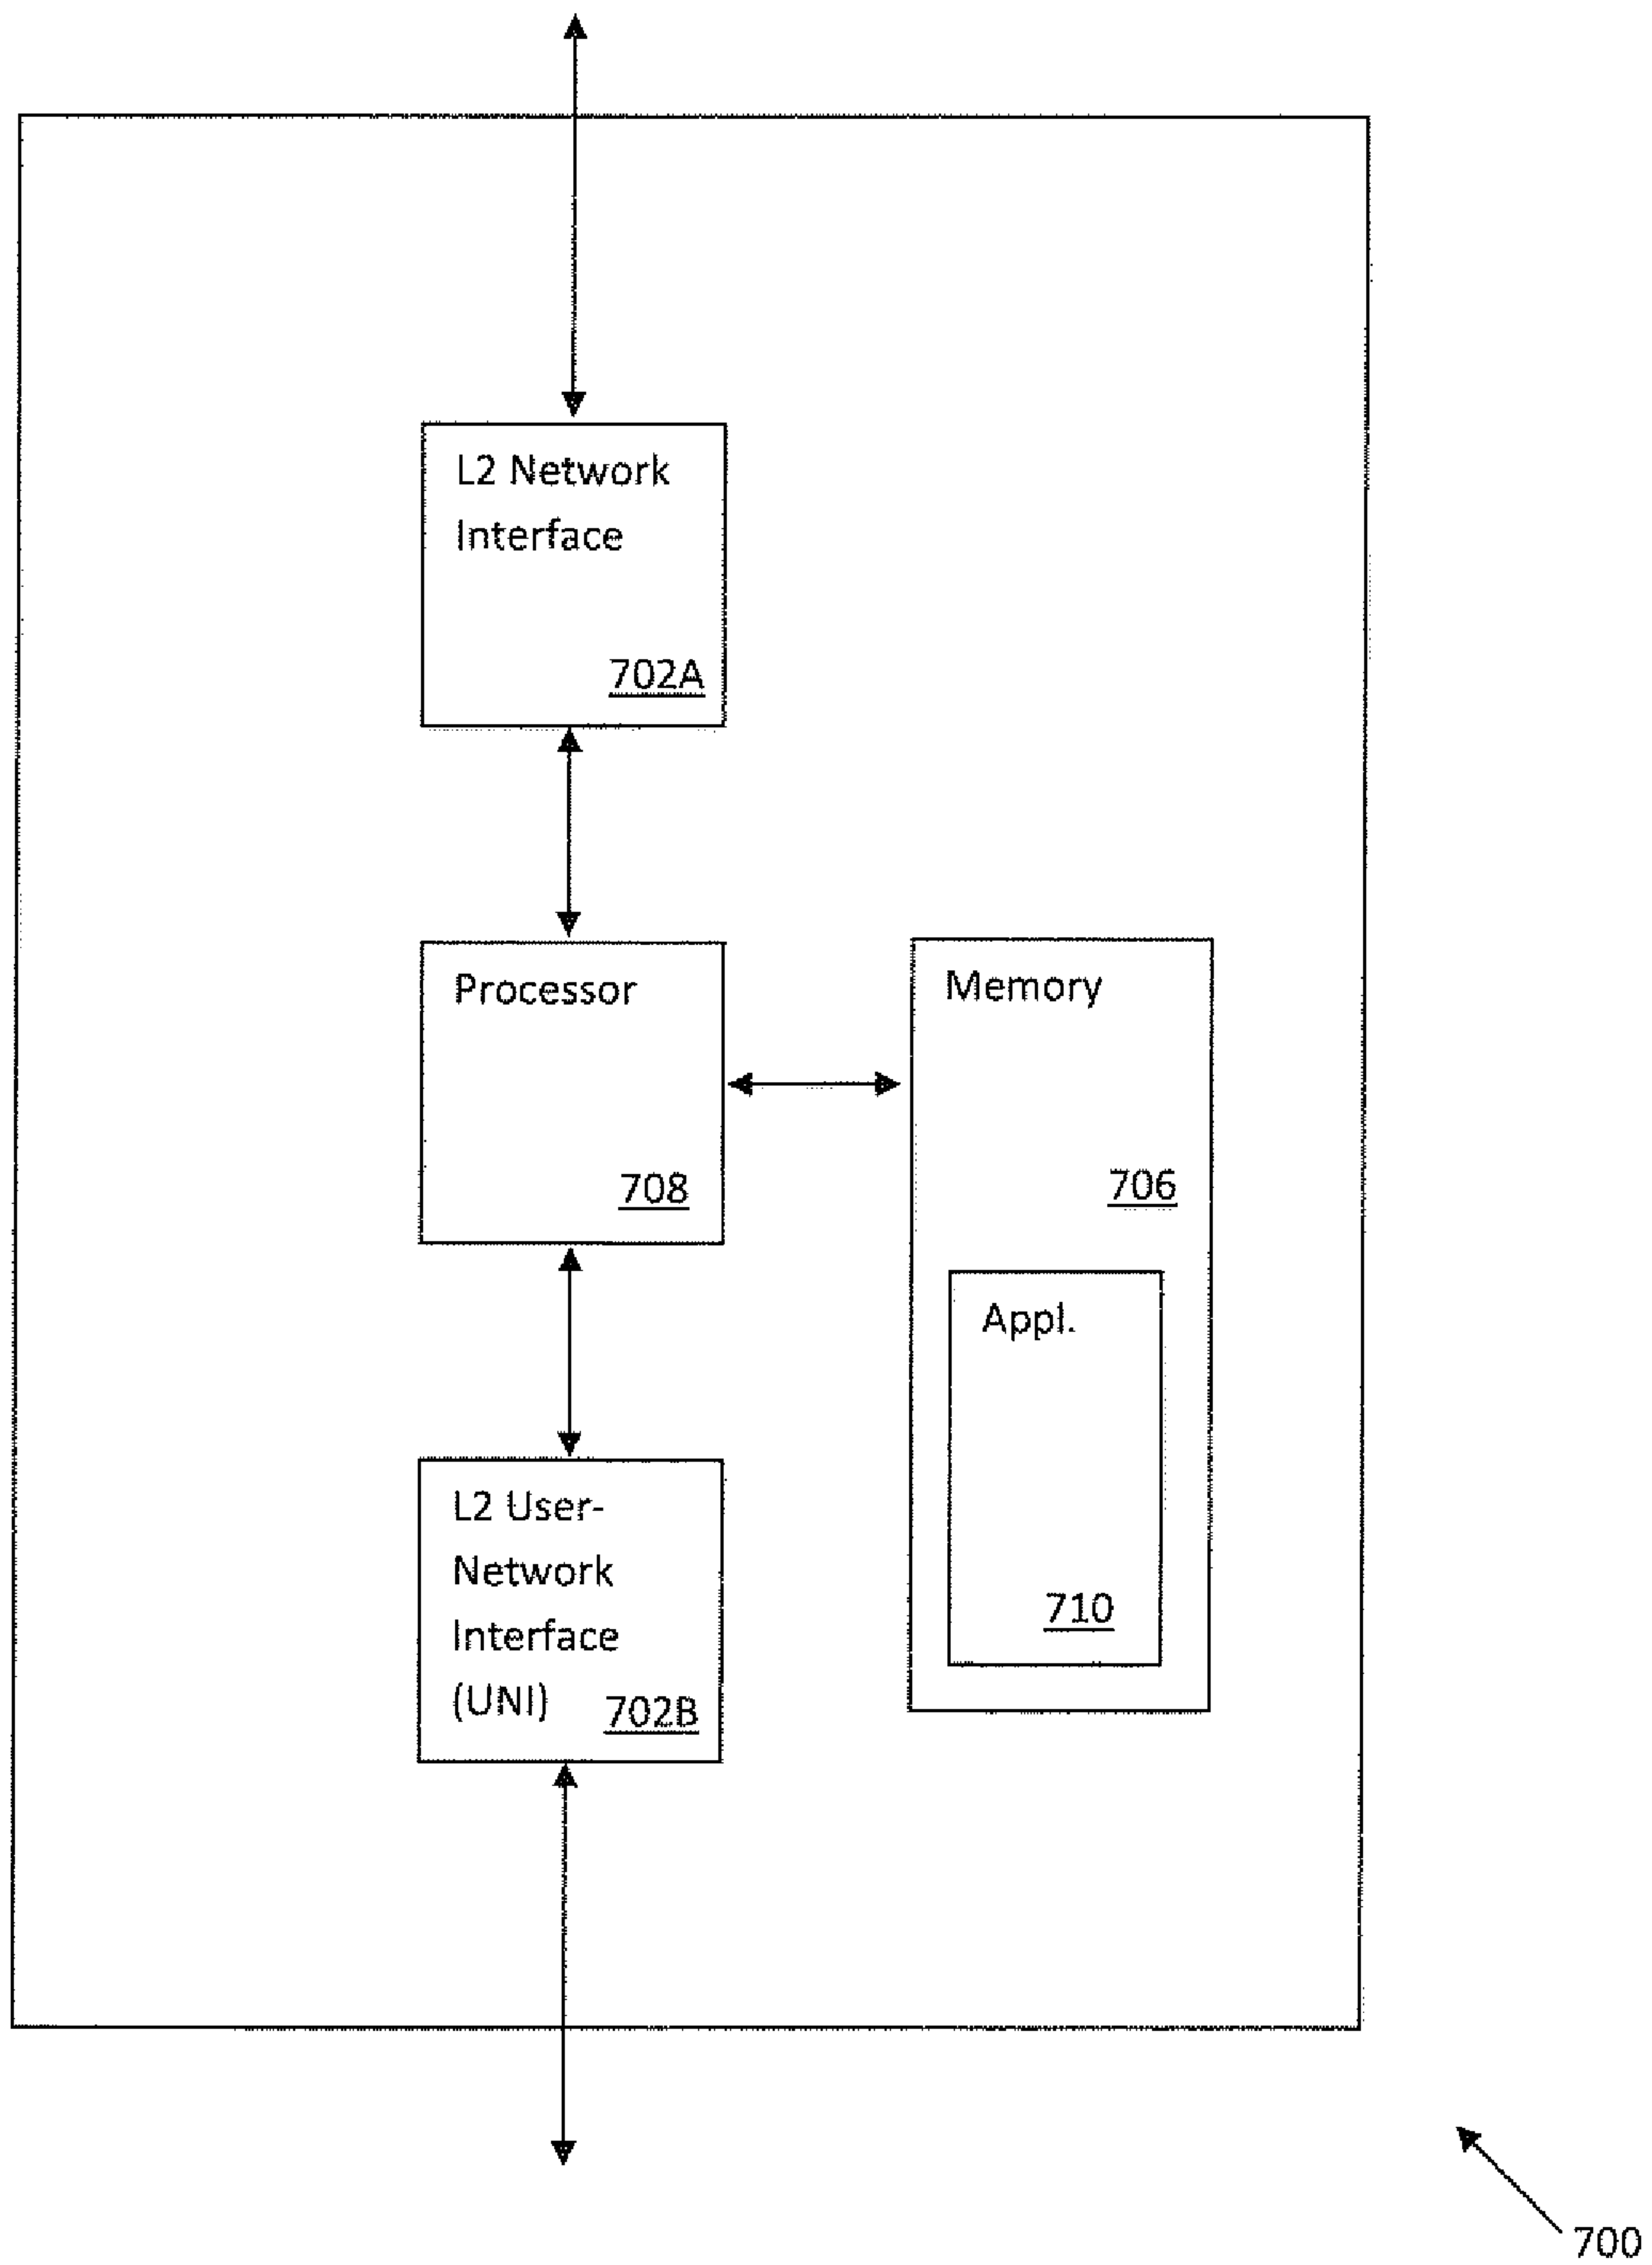 L2 Network
Interface
702A
Processor
708
Memory
706
Appl.
710
L2 User-
Network
Interface
(UNI)
702B
700